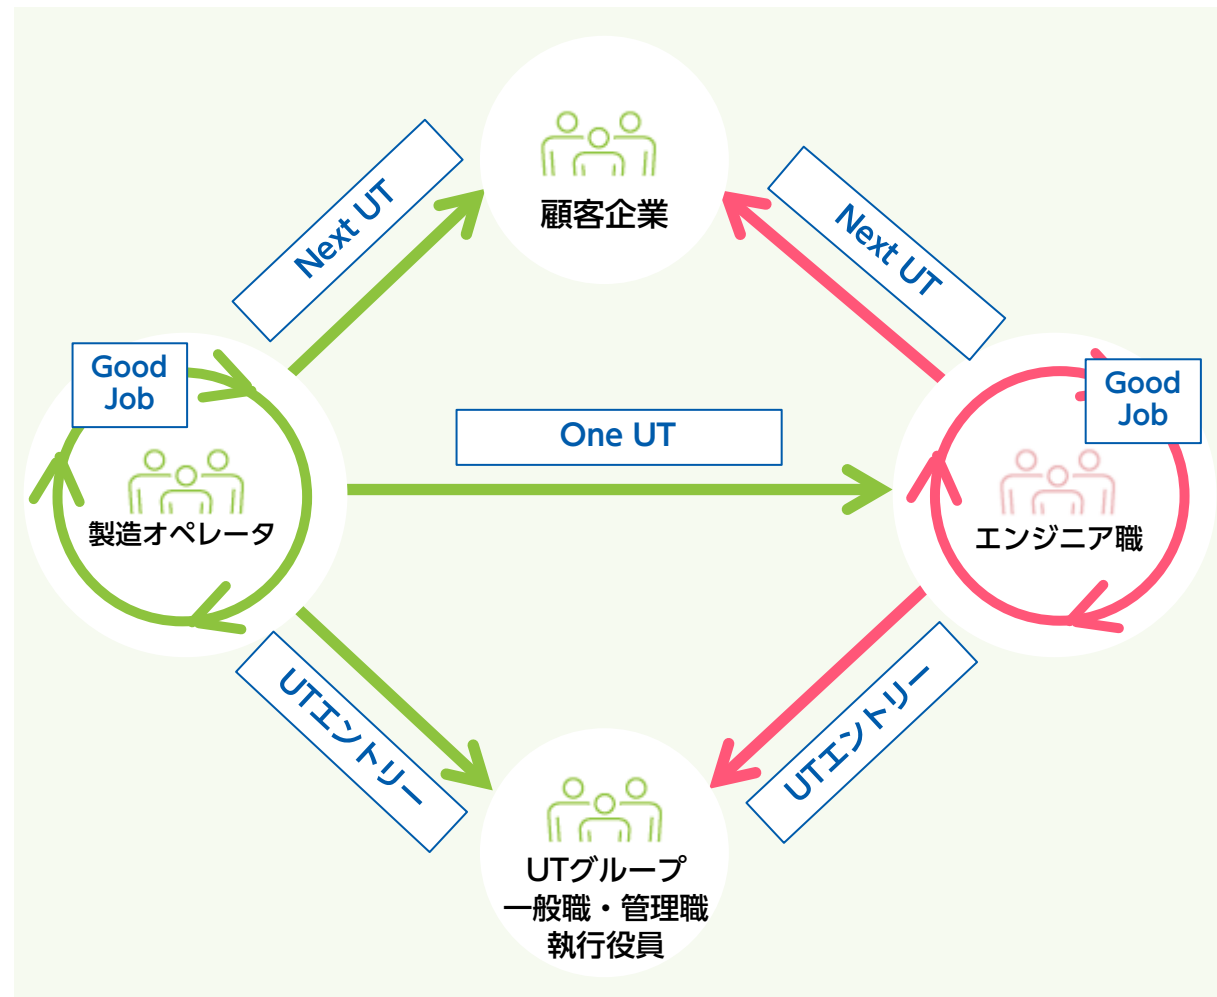 顧客企業
Next UT
Next UT
Good
Job
Good
Job
One UT
製造オペレータ
エンジニア職
UTエントリー
UTエントリー
UTグループ
一般職・管理職
執行役員